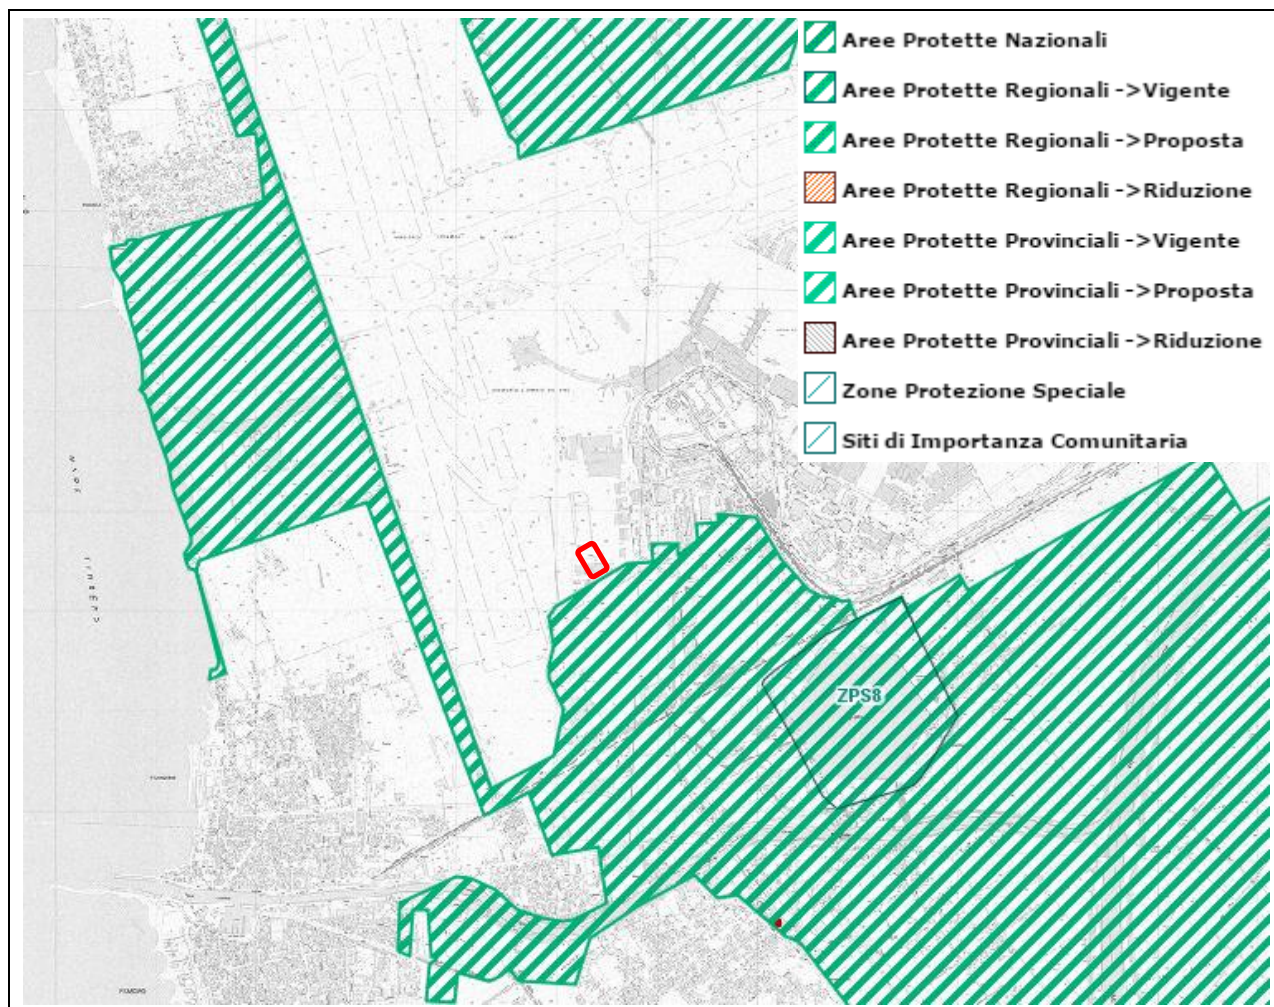 Aree Protette Nazionali
Aree Protette Regionali ->Vigente
Aree Protette Regionali ->Proposta
Aree Protette Regionali ->Riduzione
Aree Protette Provinciali ->Vigente
Aree Protette Provinciali ->Proposta
Aree Protette Provinciali ->Riduzione
Zone Protezione Speciale
Siti di Importanza Comunitaria
ZPS8